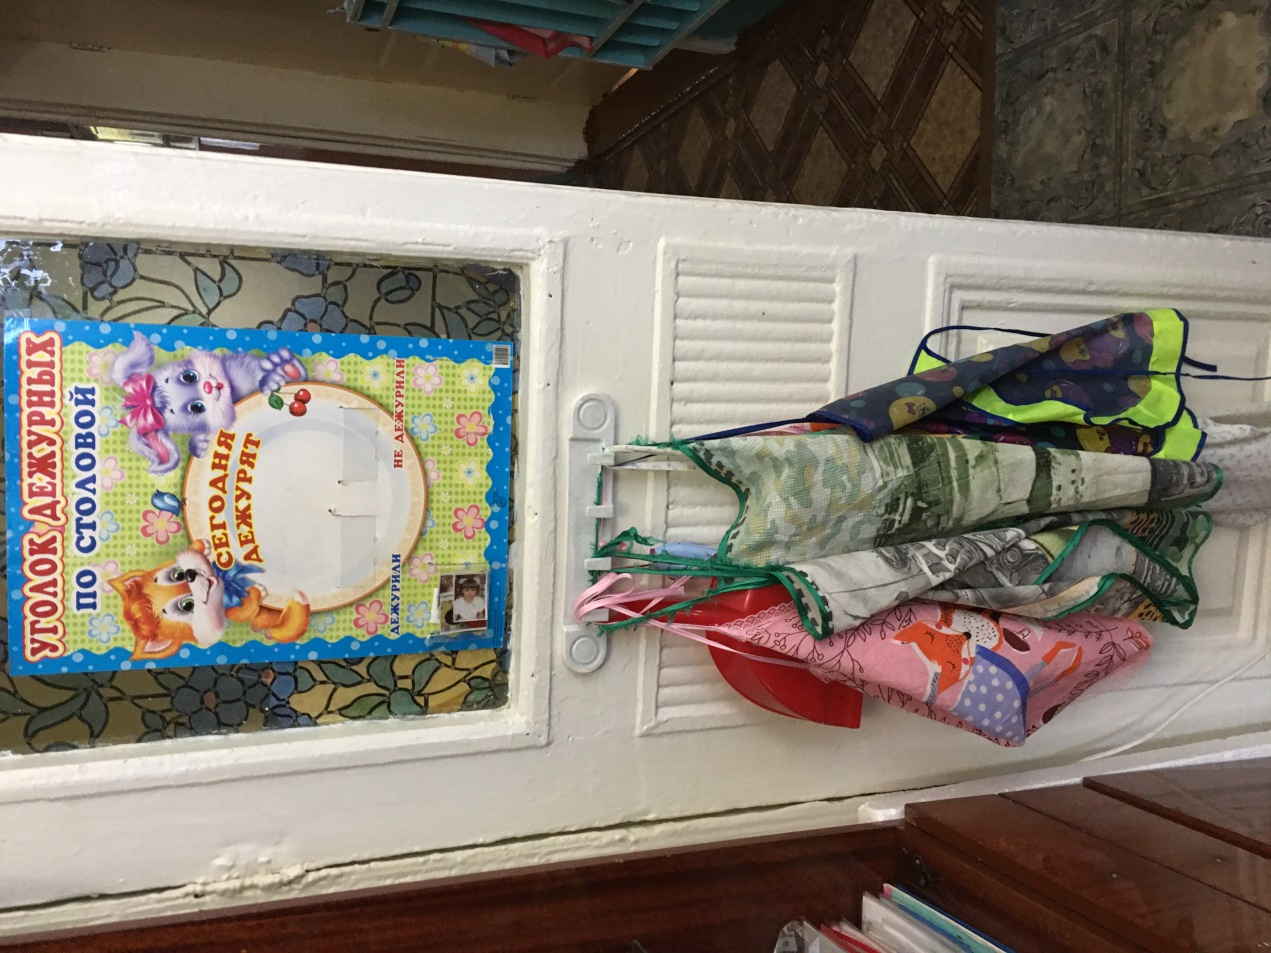 УГОЛОК ДЕЖУРНЫХ
ПО СТОЛОВОЙ
СЕГОДНЯ
ДЕЖУРЯТ
ДЕЖУРИЛИ
НЕ ДЕЖУРИЛИ